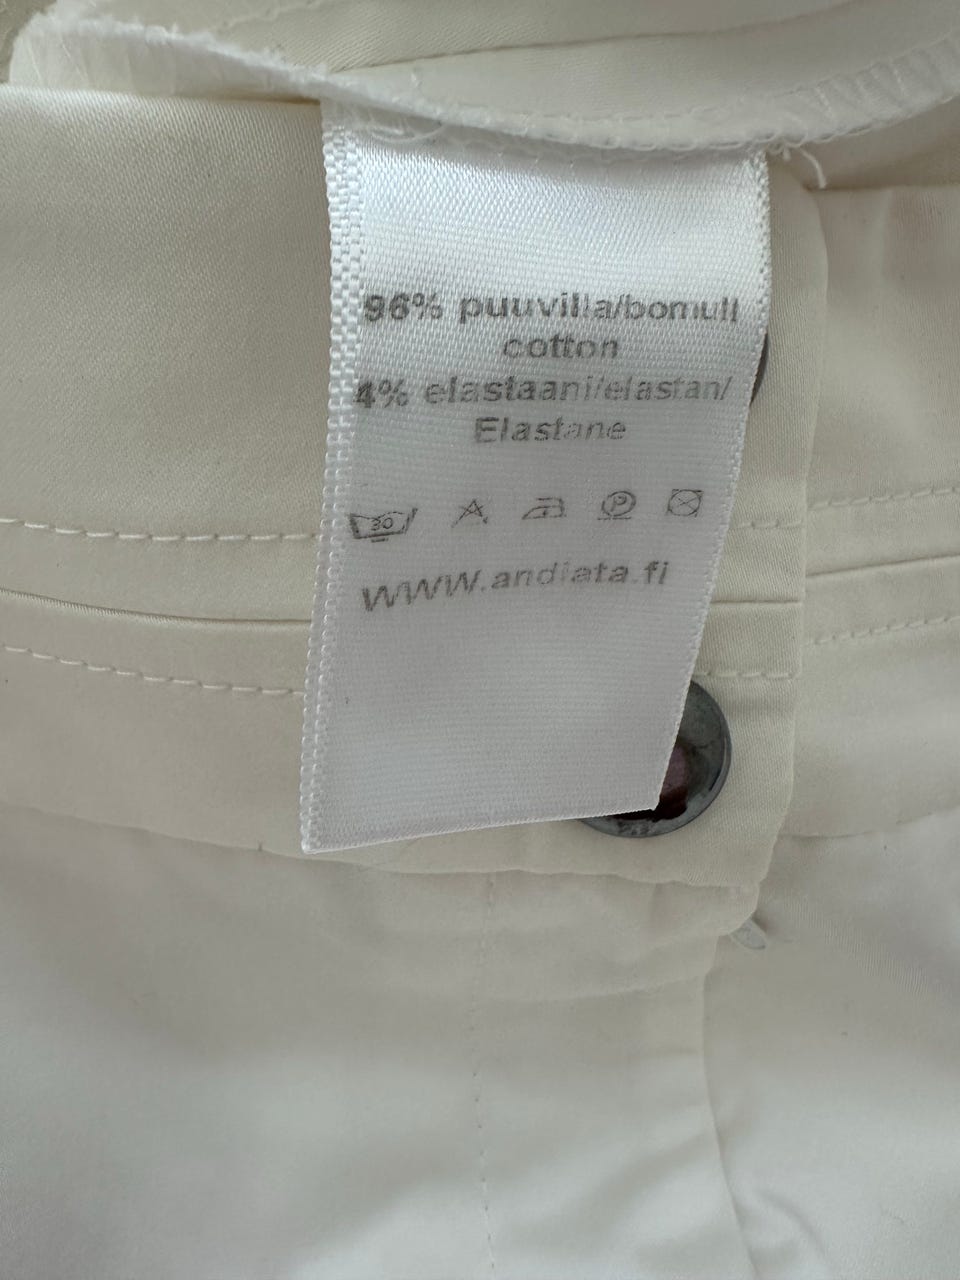 96% puuvilla/bomull
cotton
4% elastaani/elastan/
Elastane
30 P
www.andiata.fi